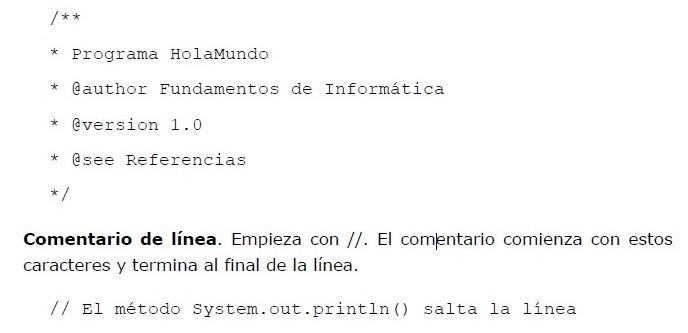 /**
* Programa HolaMundo
* @author Fundamentos de Informática
* @version 1.0
* @see Referencias
*/
Comentario de línea. Empieza con //. El comentario comienza con estos
caracteres y termina al final de la línea.
// El método System.out.println() salta la línea